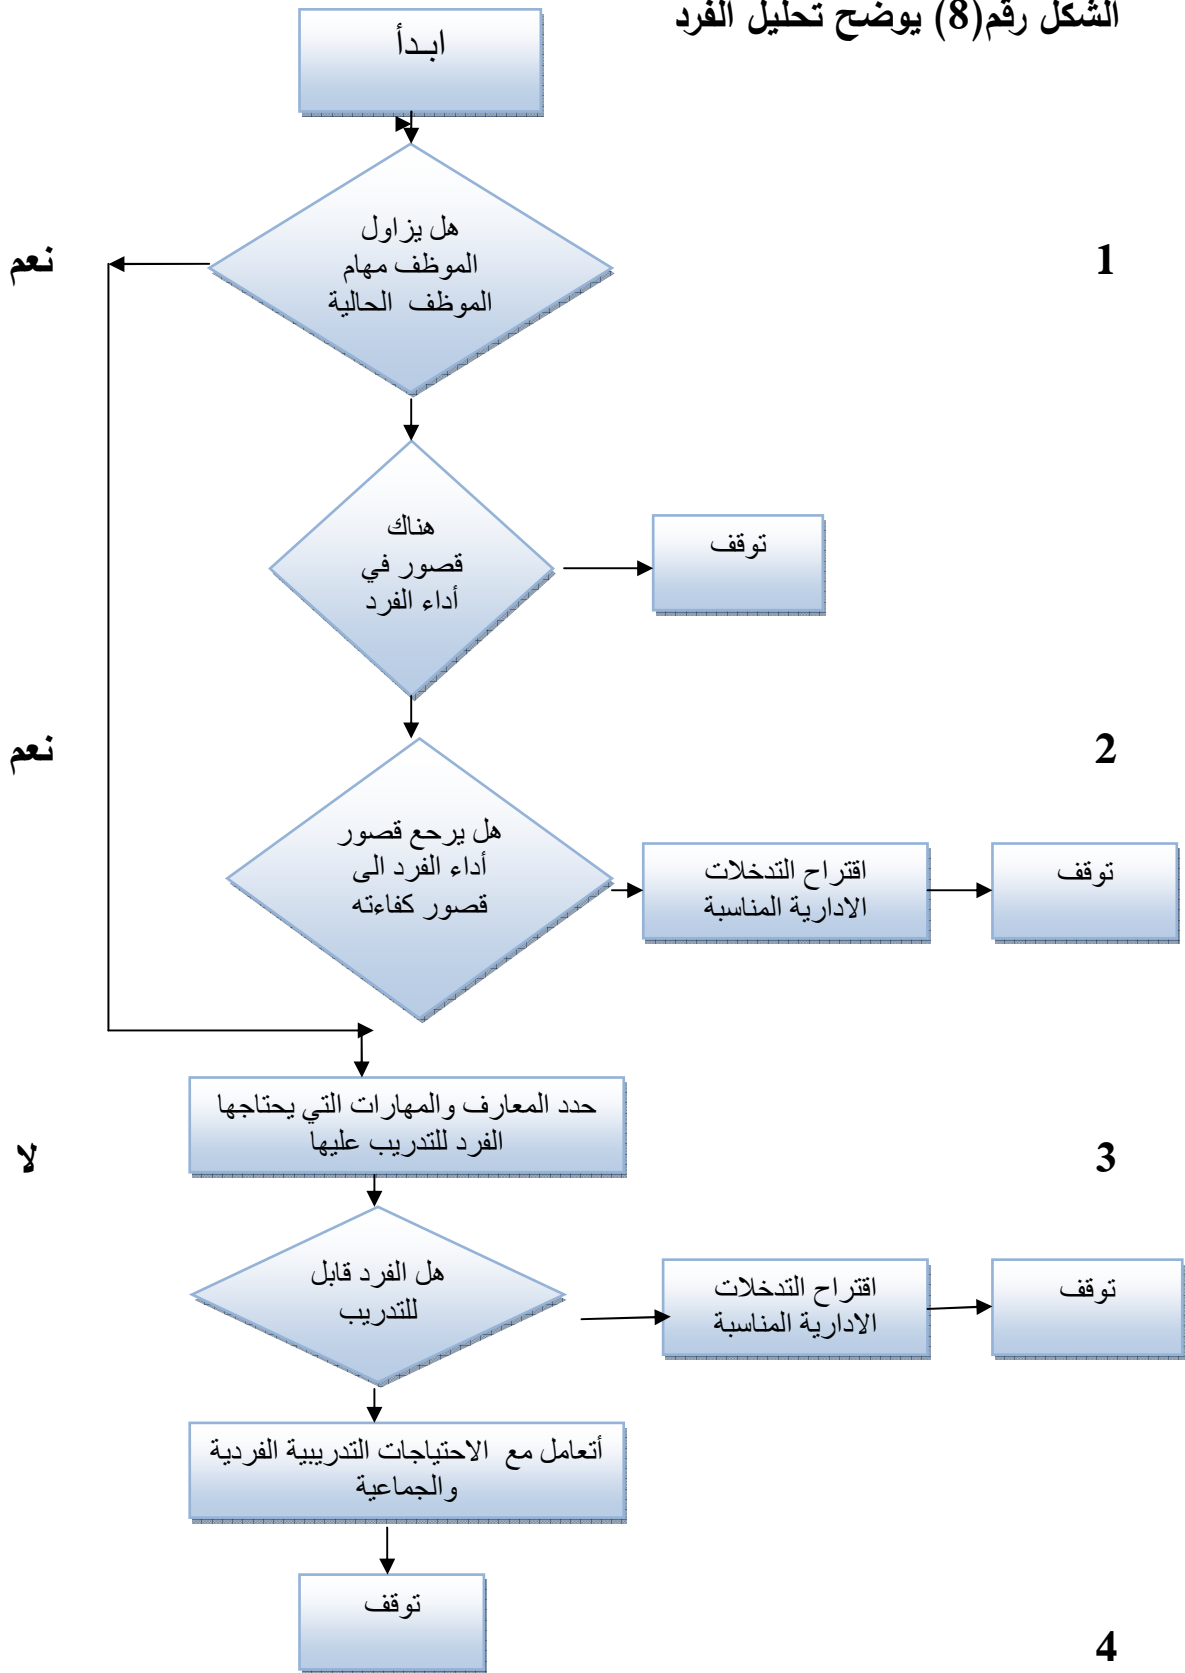 الشكل رقم(8) يوضح تحليل الفرد
ابـدأ
هل يزاول
الموظف مهام
الموظف الحالية
1
نعم
هناك
قصور في
أداء الفرد
توقف
2
نعم
هل يرحع قصور
أداء الفرد الى
قصور كفاءته
اقتراح التدخلات
الادارية المناسبة
توقف
حدد المعارف والمهارات التي يحتاجها
الفرد للتدريب عليها
3
لا
هل الفرد قابل
للتدريب
اقتراح التدخلات
الادارية المناسبة
توقف
أتعامل مع الاحتياجات التدريبية الفردية
والجماعية
توقف
4